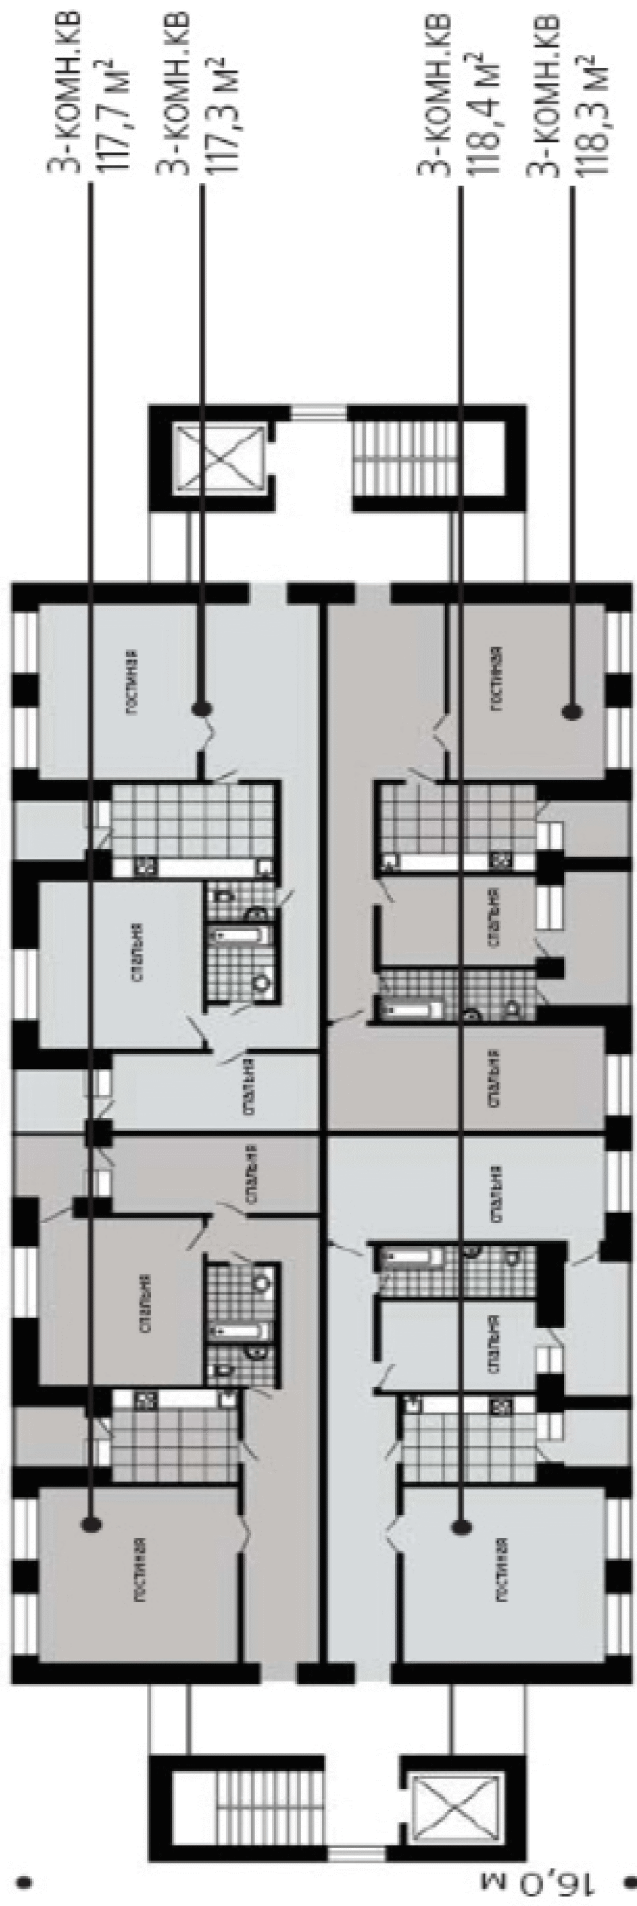 3-КОМН.КВ
117,7 М²
3-КОМН.КВ
117,3 М²
3-КОМН.КВ
118,4 М²
3-КОМН.КВ
118,3 М²
гостиная
гостиная
спальня
спальня
спальня
спальня
спальня
спальня
спальня
спальня
гостиная
гостиная
16,0 м